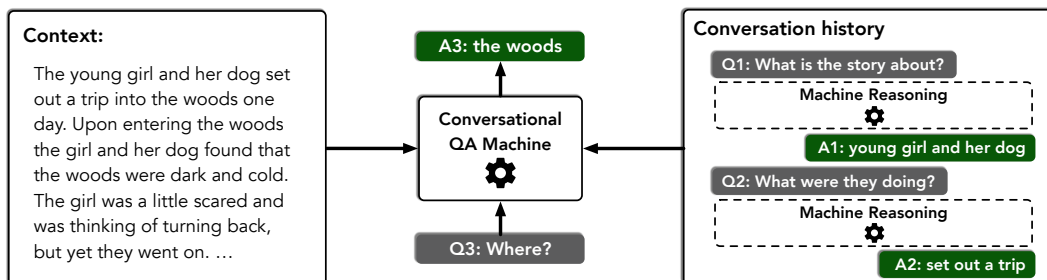 Context:
The young girl and her dog set
out a trip into the woods one
day. Upon entering the woods
the girl and her dog found that
the woods were dark and cold.
The girl was a little scared and
was thinking of turning back,
but yet they went on. …
A3: the woods
Conversational
QA Machine
Q3: Where?
Conversation history
Q1: What is the story about?
Machine Reasoning
A1: young girl and her dog
Q2: What were they doing?
Machine Reasoning
A2: set out a trip